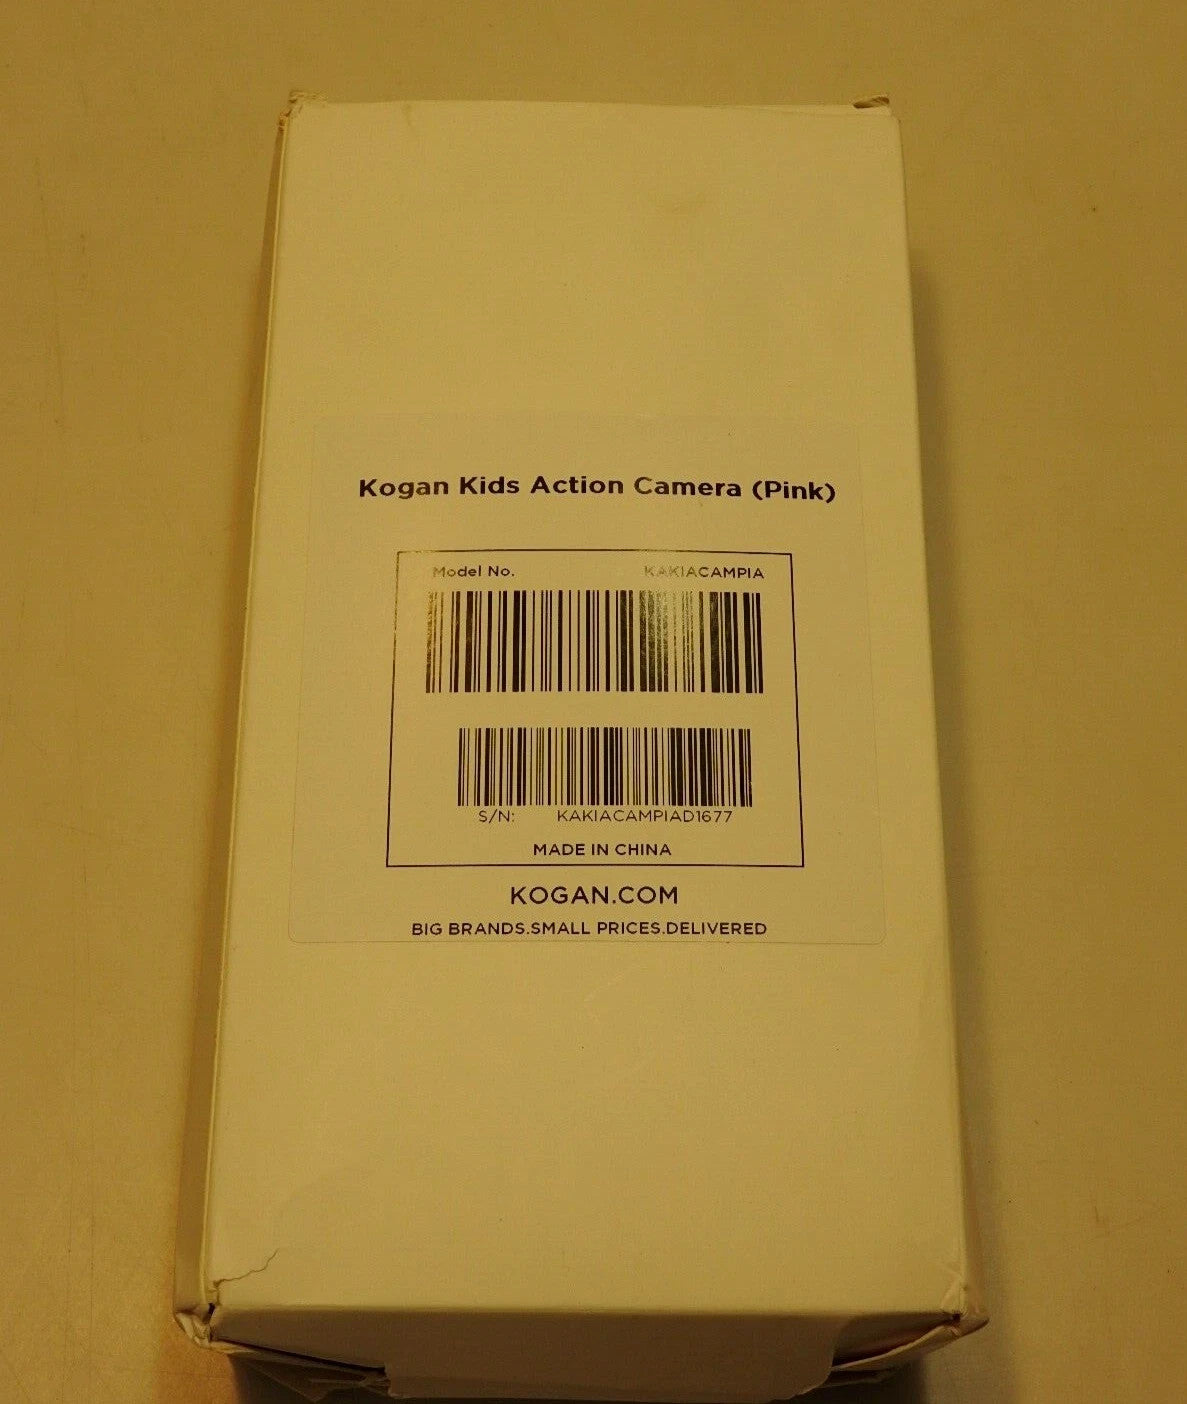 Kogan Kids Action Camera (Pink)
Model No. KAKIACAMPIA
S/N: KAKIACAMPIAD1677
MADE IN CHINA
KOGAN.COM
BIG BRANDS.SMALL PRICES.DELIVERED